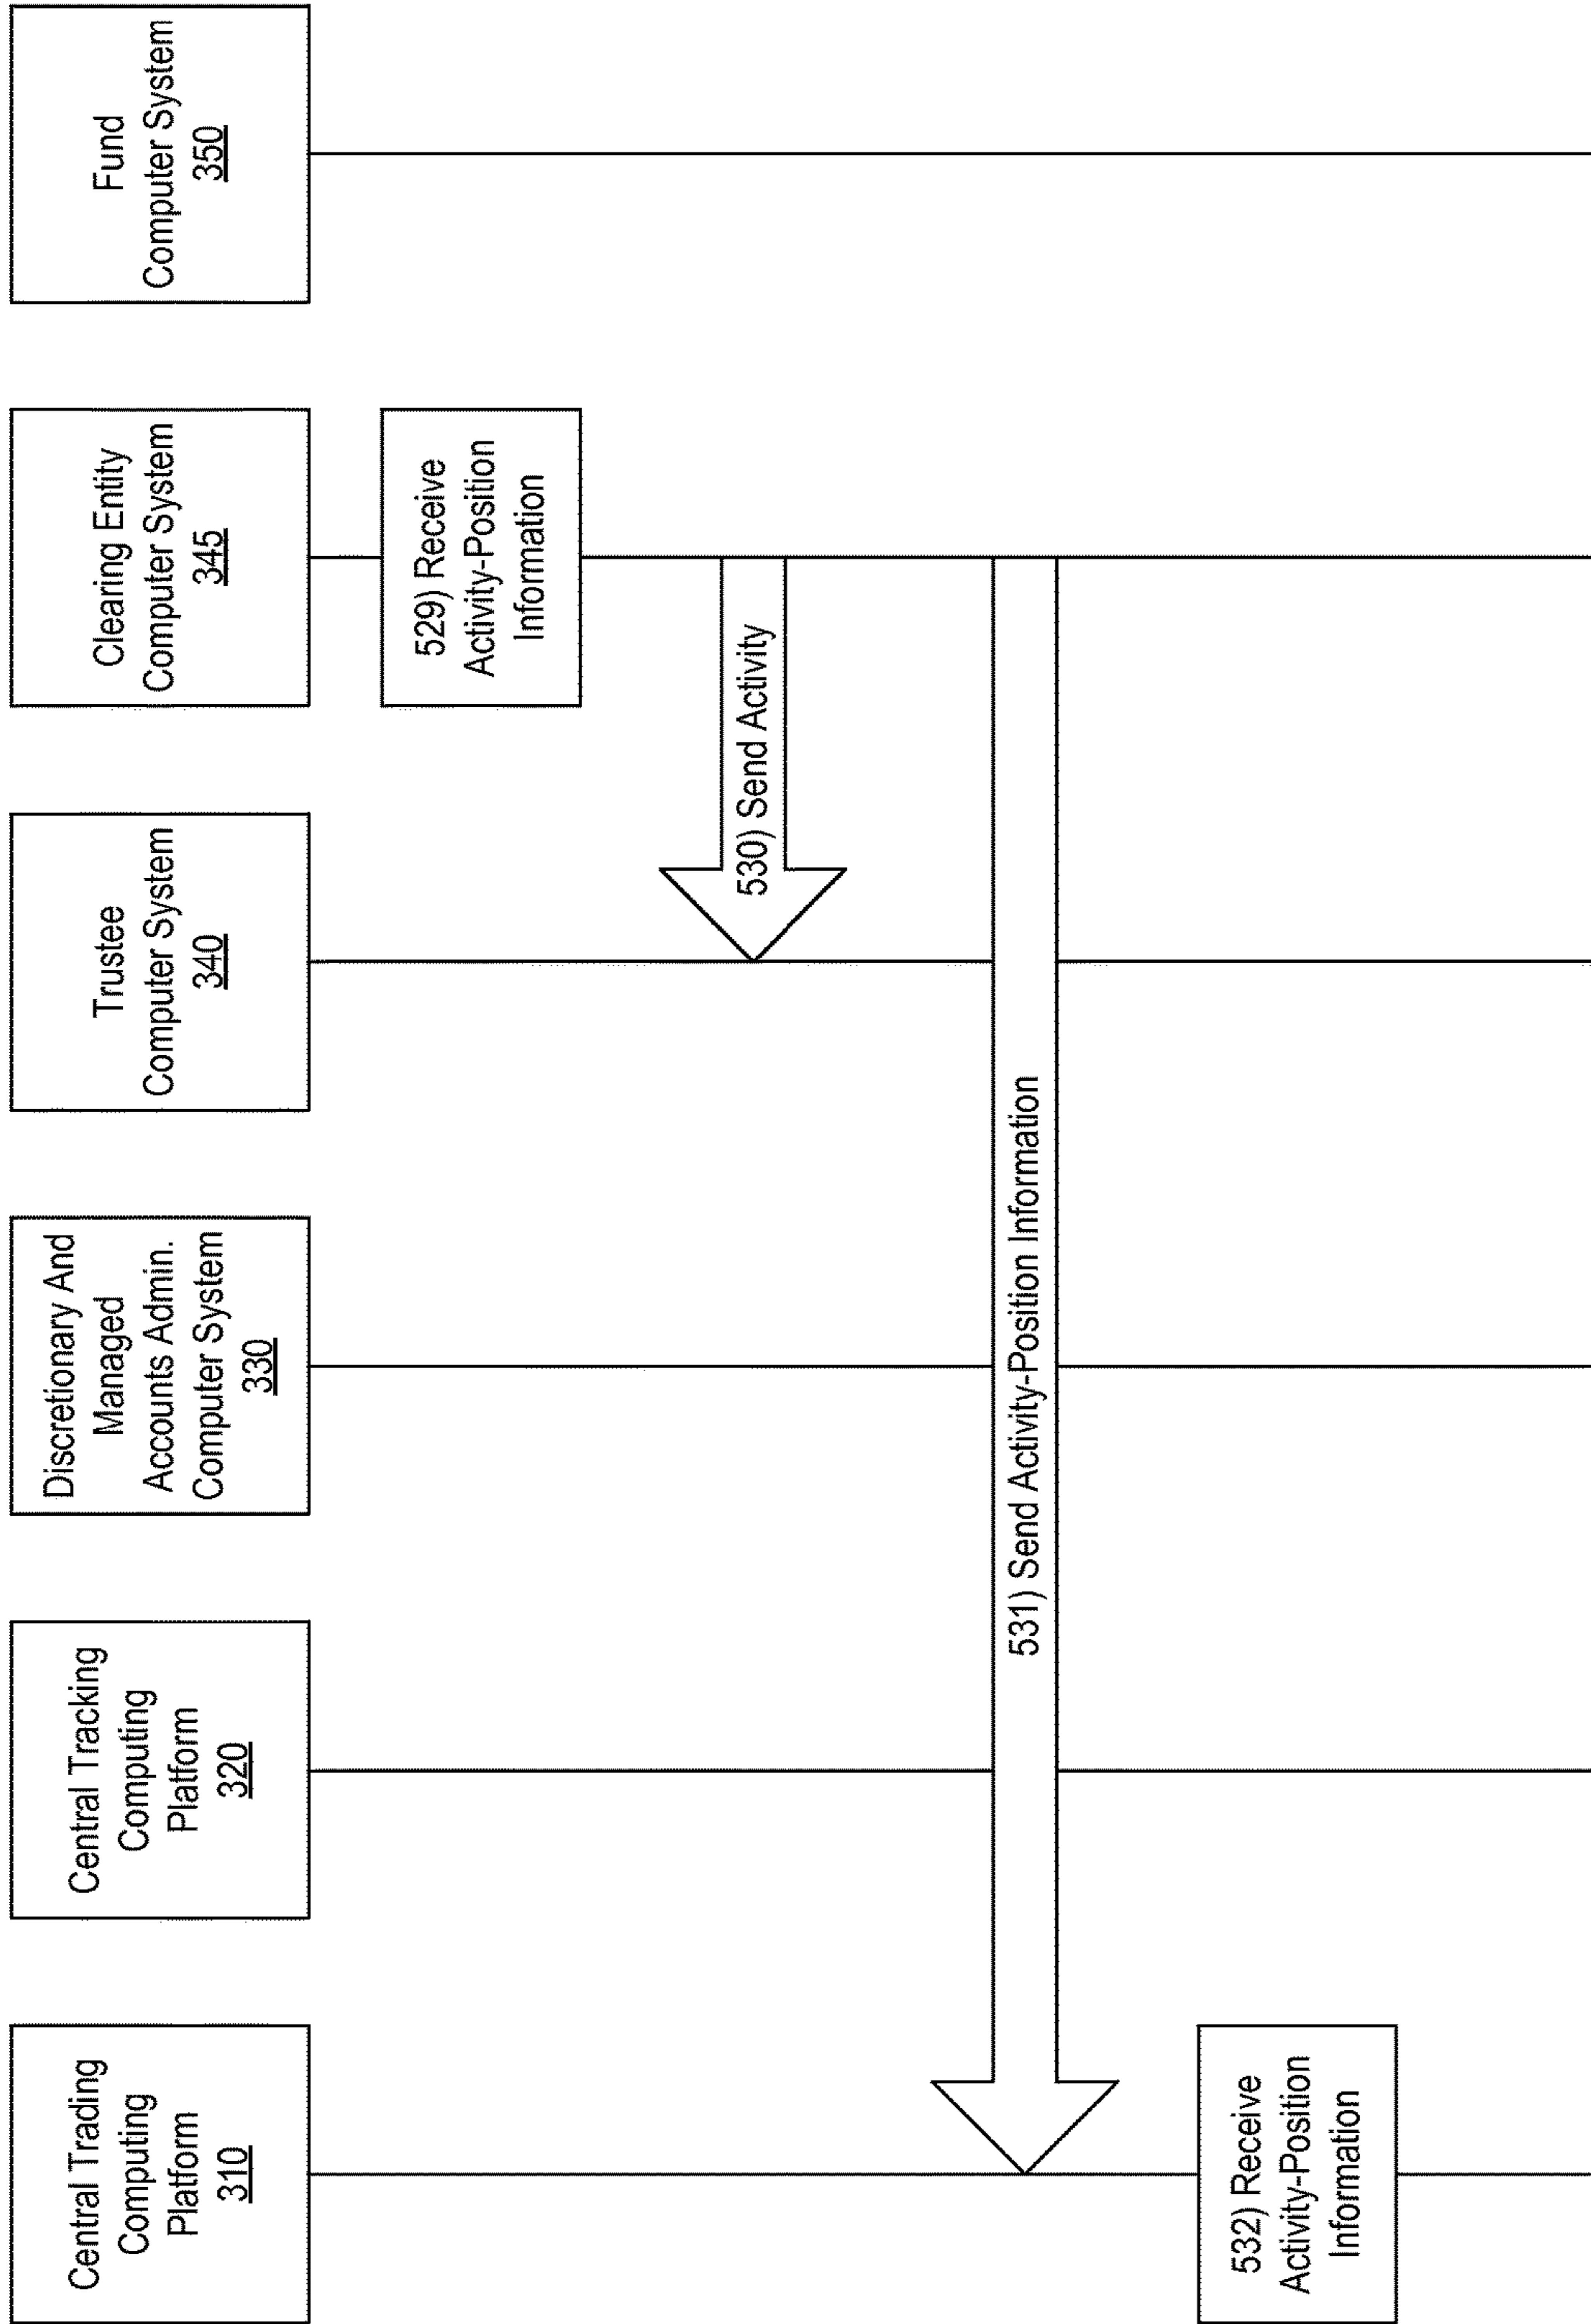 Central Trading
Computing
Platform
310
Central Tracking
Computing
Platform
320
Discretionary And
Managed
Accounts Admin.
Computer System
330
Trustee
Computer System
340
Clearing Entity
Computer System
345
Fund
Computer System
350
529) Receive
Activity-Position
Information
530) Send Activity
531) Send Activity-Position Information
532) Receive
Activity-Position
Information